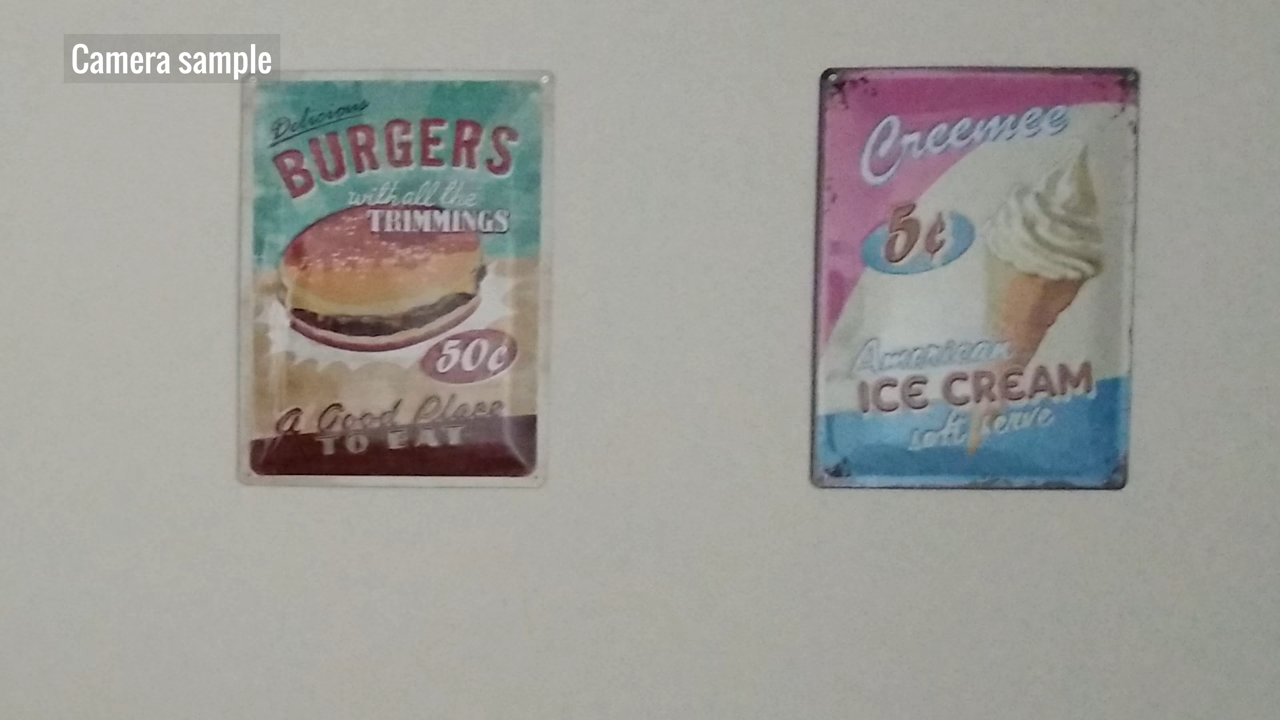 Camera sample
Delicious
BURGERS
with all the
TRIMMINGS
50¢
A Good Place
TO EAT
Creemee
5¢
American
ICE CREAM
soft serve